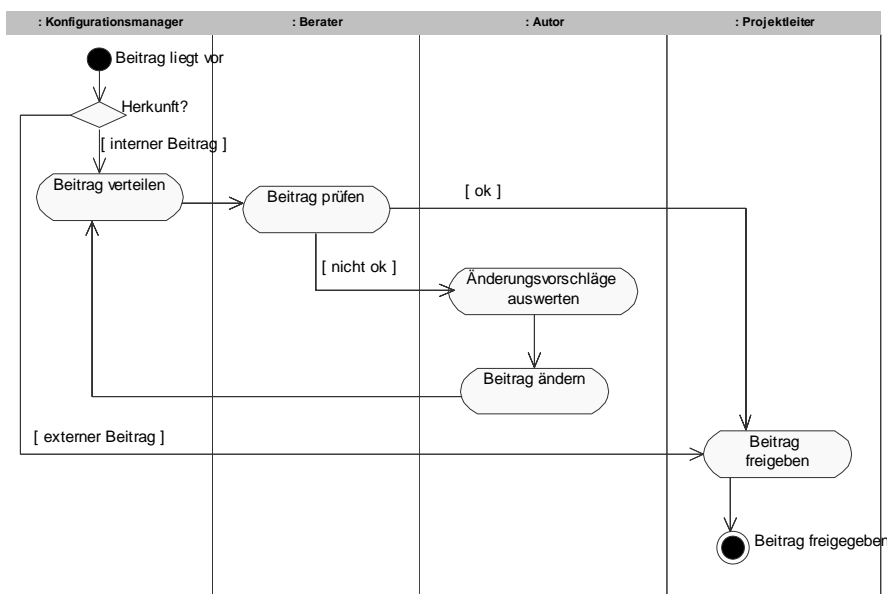 : Konfigurationsmanager
: Berater
: Autor
: Projektleiter
Beitrag liegt vor
Herkunft?
[ interner Beitrag ]
Beitrag verteilen
Beitrag prüfen
[ ok ]
[ nicht ok ]
Änderungsvorschläge
auswerten
Beitrag ändern
[ externer Beitrag ]
Beitrag
freigeben
Beitrag freigegeben